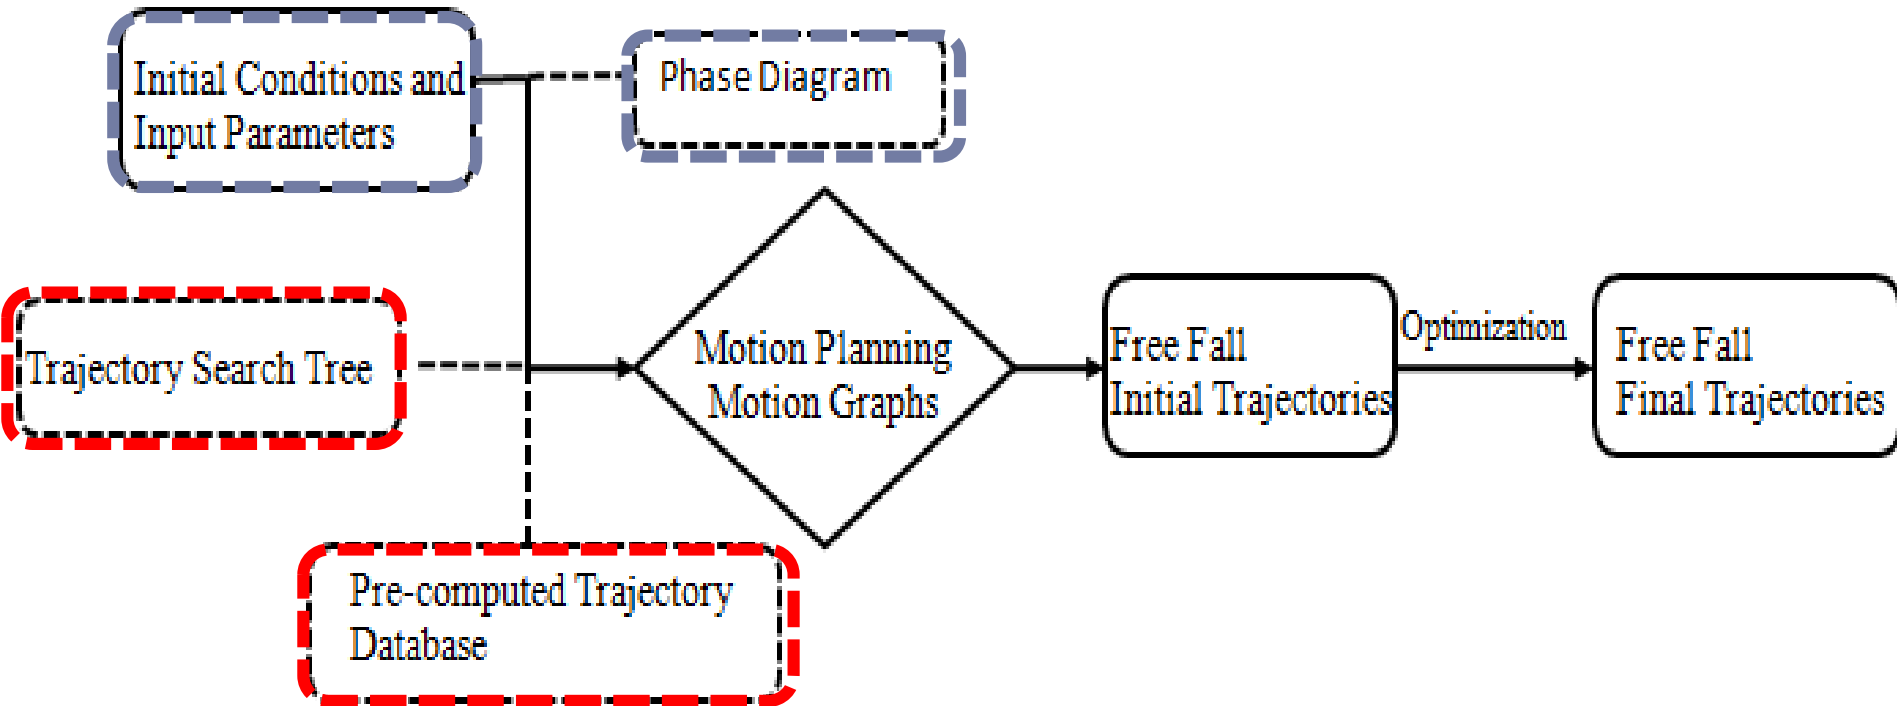 Initial Conditions and
Input Parameters
Phase Diagram
Trajectory Search Tree
Motion Planning
Motion Graphs
Free Fall
Initial Trajectories
Optimization
Free Fall
Final Trajectories
Pre-computed Trajectory
Database